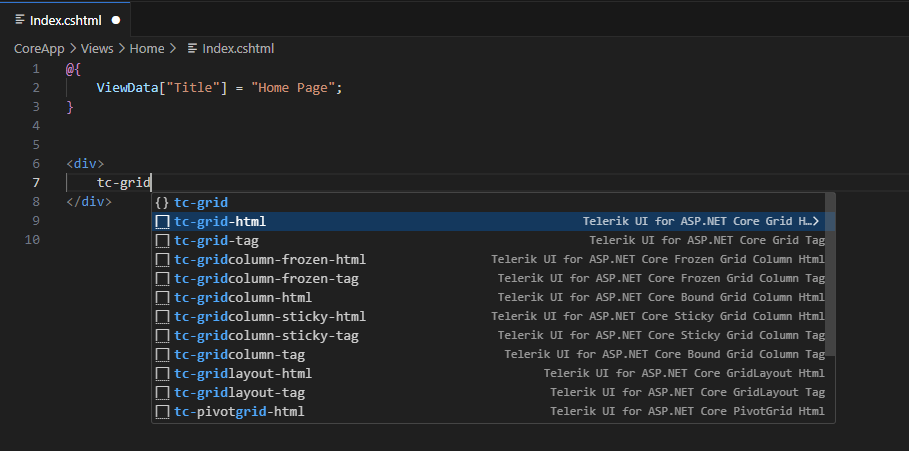 Index.cshtml
CoreApp > Views > Home > Index.cshtml
1 @{
2 ViewData["Title"] = "Home Page";
3 }
4
5
6 <div>
7 tc-grid
8 </div>
9
10
{} tc-grid
tc-grid-html Telerik UI for ASP.NET Core Grid H…>
tc-grid-tag Telerik UI for ASP.NET Core Grid Tag
tc-gridcolumn-frozen-html Telerik UI for ASP.NET Core Frozen Grid Column Html
tc-gridcolumn-frozen-tag Telerik UI for ASP.NET Core Frozen Grid Column Tag
tc-gridcolumn-html Telerik UI for ASP.NET Core Bound Grid Column Html
tc-gridcolumn-sticky-html Telerik UI for ASP.NET Core Sticky Grid Column Html
tc-gridcolumn-sticky-tag Telerik UI for ASP.NET Core Sticky Grid Column Tag
tc-gridcolumn-tag Telerik UI for ASP.NET Core Bound Grid Column Tag
tc-gridlayout-html Telerik UI for ASP.NET Core GridLayout Html
tc-gridlayout-tag Telerik UI for ASP.NET Core GridLayout Tag
tc-pivotgrid-html Telerik UI for ASP.NET Core PivotGrid Html